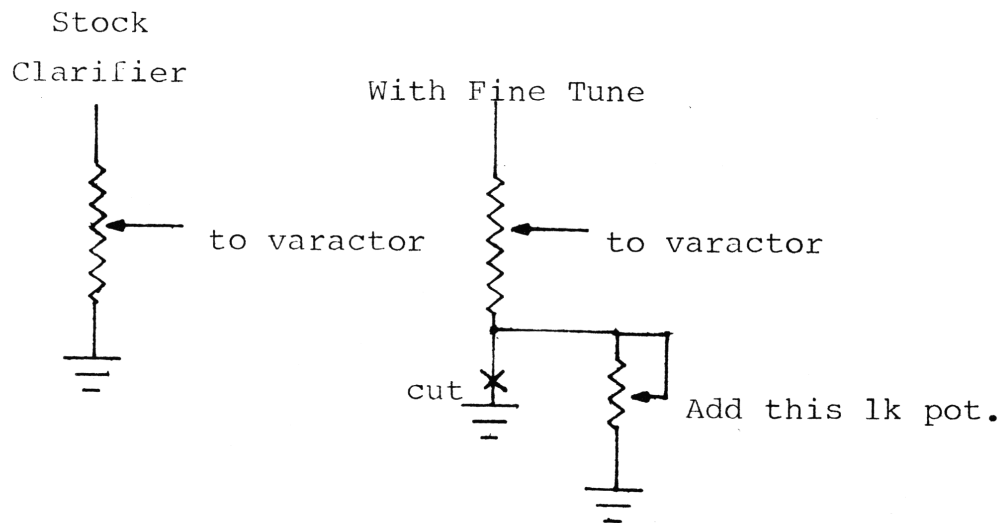 Stock
Clarifier
With Fine Tune
to varactor
to varactor
cut
Add this 1k pot.